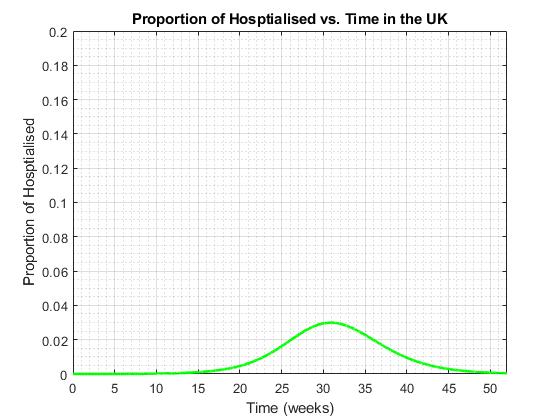 Proportion of Hosptialised vs. Time in the UK
0.2
0.18
0.16
0.14
0.12
0.1
0.08
0.06
0.04
0.02
0
Proportion of Hosptialised
0 5 10 15 20 25 30 35 40 45 50
Time (weeks)